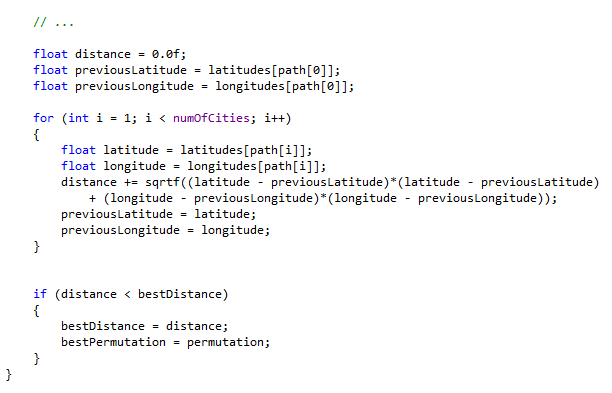 // ...
float distance = 0.0f;
float previousLatitude = latitudes[path[0]];
float previousLongitude = longitudes[path[0]];
for (int i = 1; i < numOfCities; i++)
{
float latitude = latitudes[path[i]];
float longitude = longitudes[path[i]];
distance += sqrtf((latitude - previousLatitude)*(latitude - previousLatitude)
+ (longitude - previousLongitude)*(longitude - previousLongitude));
previousLatitude = latitude;
previousLongitude = longitude;
}
if (distance < bestDistance)
{
bestDistance = distance;
bestPermutation = permutation;
}
}